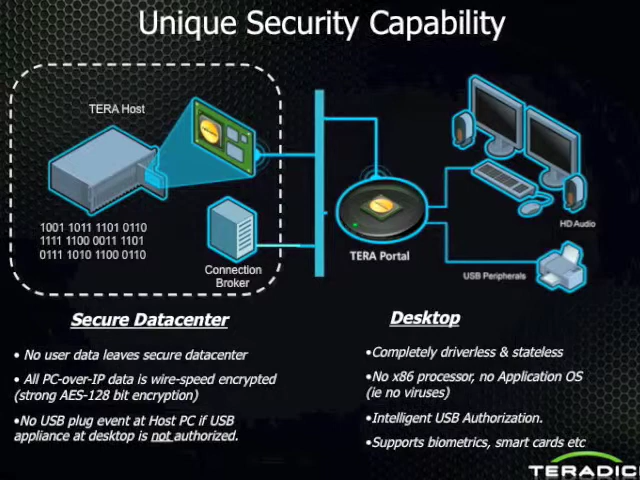 Unique Security Capability
TERA Host
1001 1011 1101 0110
1111 1100 0011 1101
0111 1010 1100 0110
Connection
Broker
TERA Portal
HD Audio
USB Peripherals
Secure Datacenter
• No user data leaves secure datacenter
• All PC-over-IP data is wire-speed encrypted
(strong AES-128 bit encryption)
•No USB plug event at Host PC if USB
appliance at desktop is not authorized.
Desktop
•Completely driverless & stateless
•No x86 processor, no Application OS
(ie no viruses)
•Intelligent USB Authorization.
•Supports biometrics, smart cards etc
TERADICI